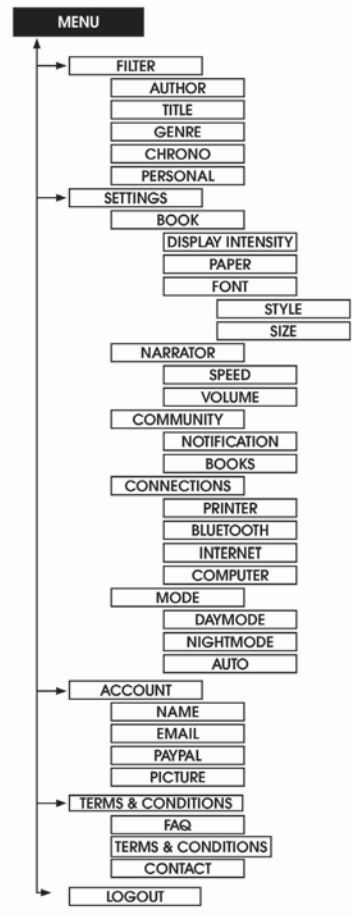 MENU
FILTER
AUTHOR
TITLE
GENRE
CHRONO
PERSONAL
SETTINGS
BOOK
DISPLAY INTENSITY
PAPER
FONT
STYLE
SIZE
NARRATOR
SPEED
VOLUME
COMMUNITY
NOTIFICATION
BOOKS
CONNECTIONS
PRINTER
BLUETOOTH
INTERNET
COMPUTER
MODE
DAYMODE
NIGHTMODE
AUTO
ACCOUNT
NAME
EMAIL
PAYPAL
PICTURE
TERMS & CONDITIONS
FAQ
TERMS & CONDITIONS
CONTACT
LOGOUT